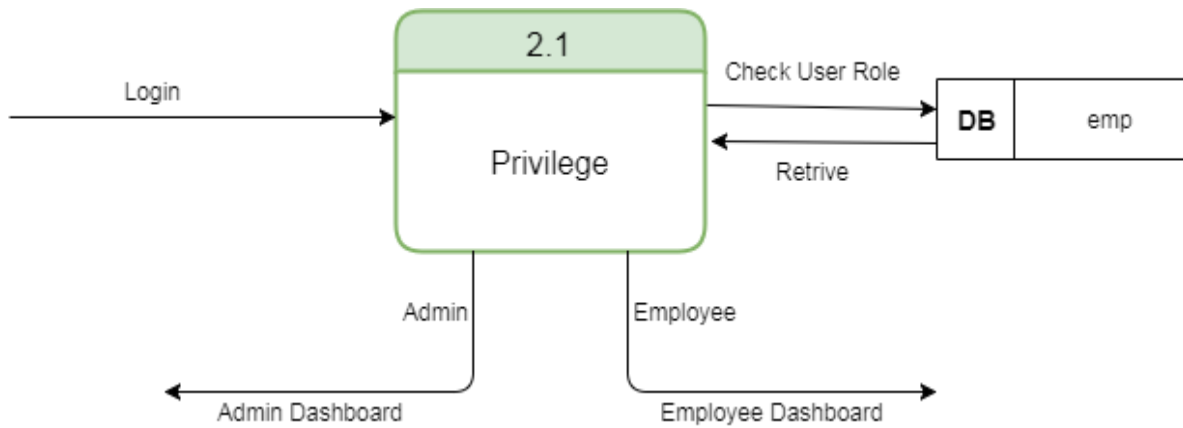 2.1
Login
Check User Role
DB
emp
Privilege
Retrive
Admin
Employee
Admin Dashboard
Employee Dashboard